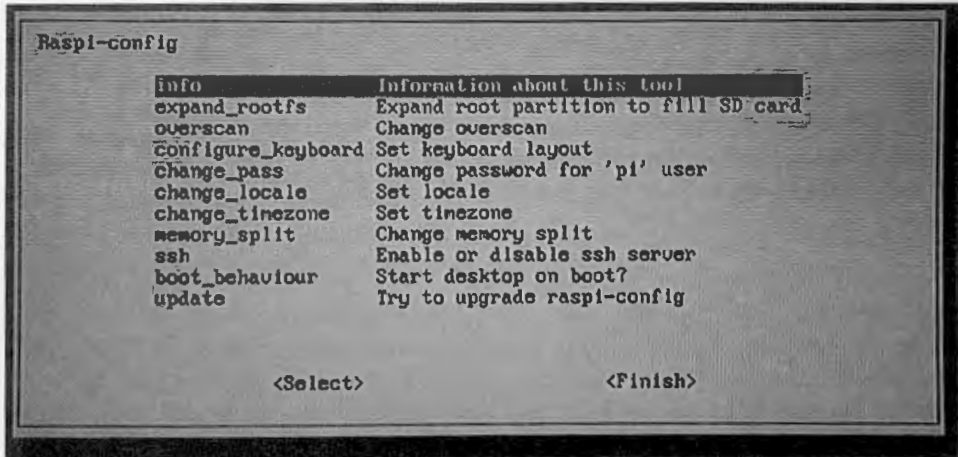 Raspi-config
info Information about this tool
expand_rootfs Expand root partition to fill SD card
overscan Change overscan
configure_keyboard Set keyboard layout
change_pass Change password for 'pi' user
change_locale Set locale
change_timezone Set timezone
memory_split Change memory split
ssh Enable or disable ssh server
boot_behaviour Start desktop on boot?
update Try to upgrade raspi-config
<Select> <Finish>